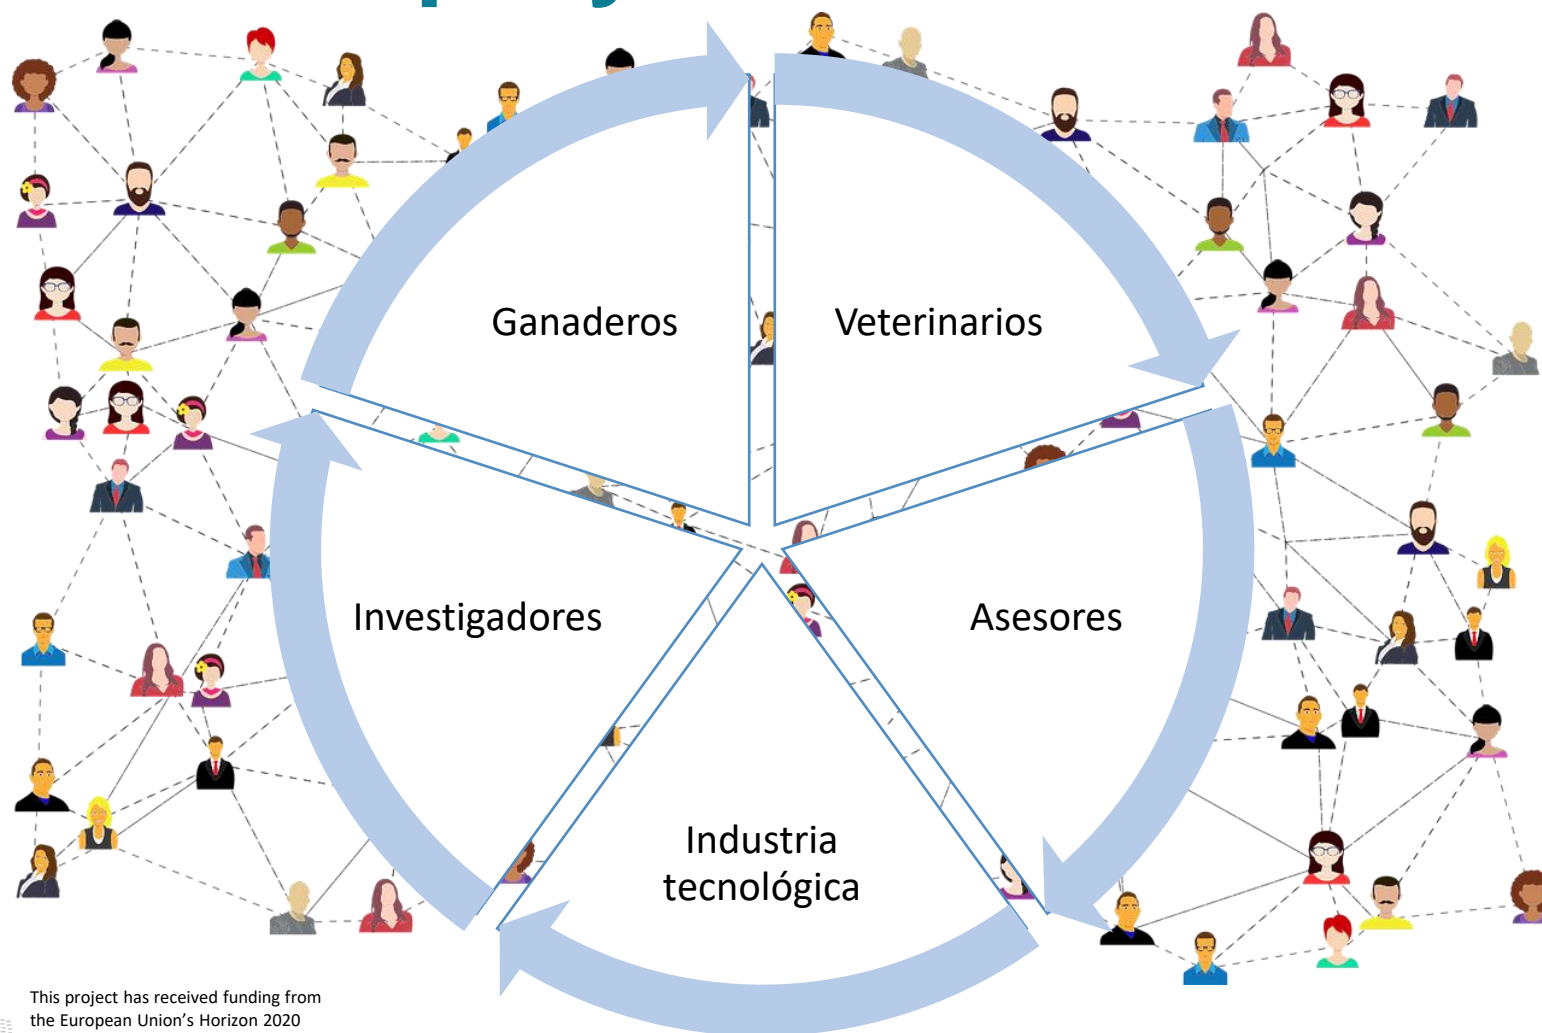 Ganaderos
Veterinarios
Investigadores
Asesores
Industria
tecnológica
This project has received funding from
the European Union’s Horizon 2020